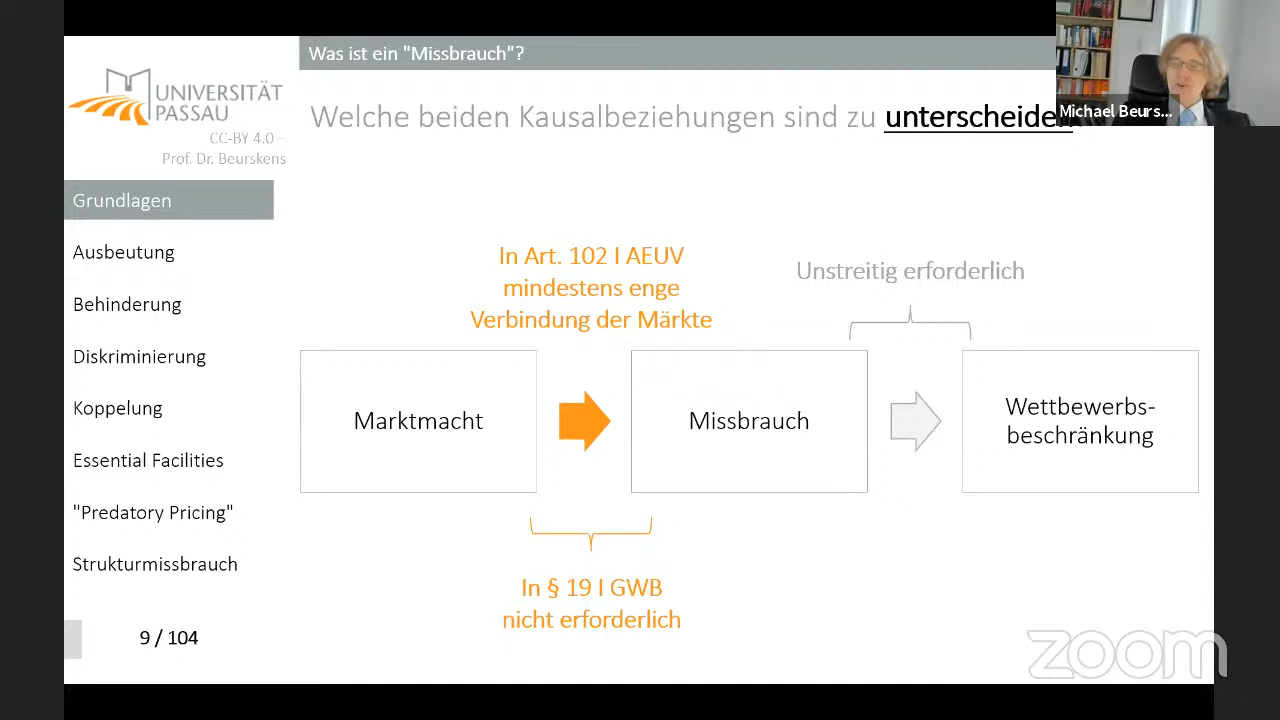 Was ist ein "Missbrauch"?
UNIVERSITÄT
PASSAU
CC-BY 4.0 –
Prof. Dr. Beurskens
Welche beiden Kausalbeziehungen sind zu unterscheide
Michael Beurs...
Grundlagen
Ausbeutung
Behinderung
Diskriminierung
Koppelung
Essential Facilities
"Predatory Pricing"
Strukturmissbrauch
9 / 104
In Art. 102 I AEUV
mindestens enge
Verbindung der Märkte
Unstreitig erforderlich
Marktmacht
Missbrauch
Wettbewerbs-
beschränkung
In § 19 I GWB
nicht erforderlich
zoom